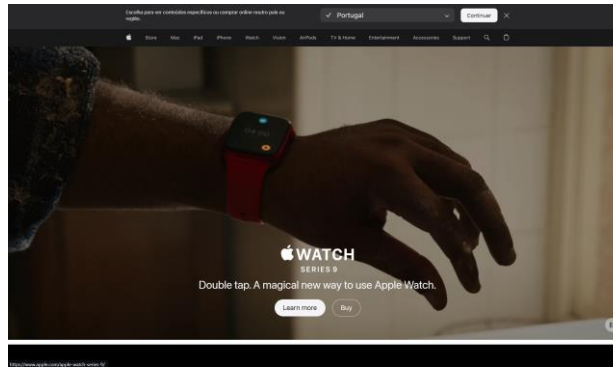 Escolha para ver conteúdos específicos ou comprar online noutro país ou
região.
Portugal
Continuar
Store Mac iPad iPhone Watch Vision AirPods TV & Home Entertainment Accessories Support
WATCH
SERIES 9
Double tap. A magical new way to use Apple Watch.
Learn more
Buy
https://www.apple.com/apple-watch-series-9/